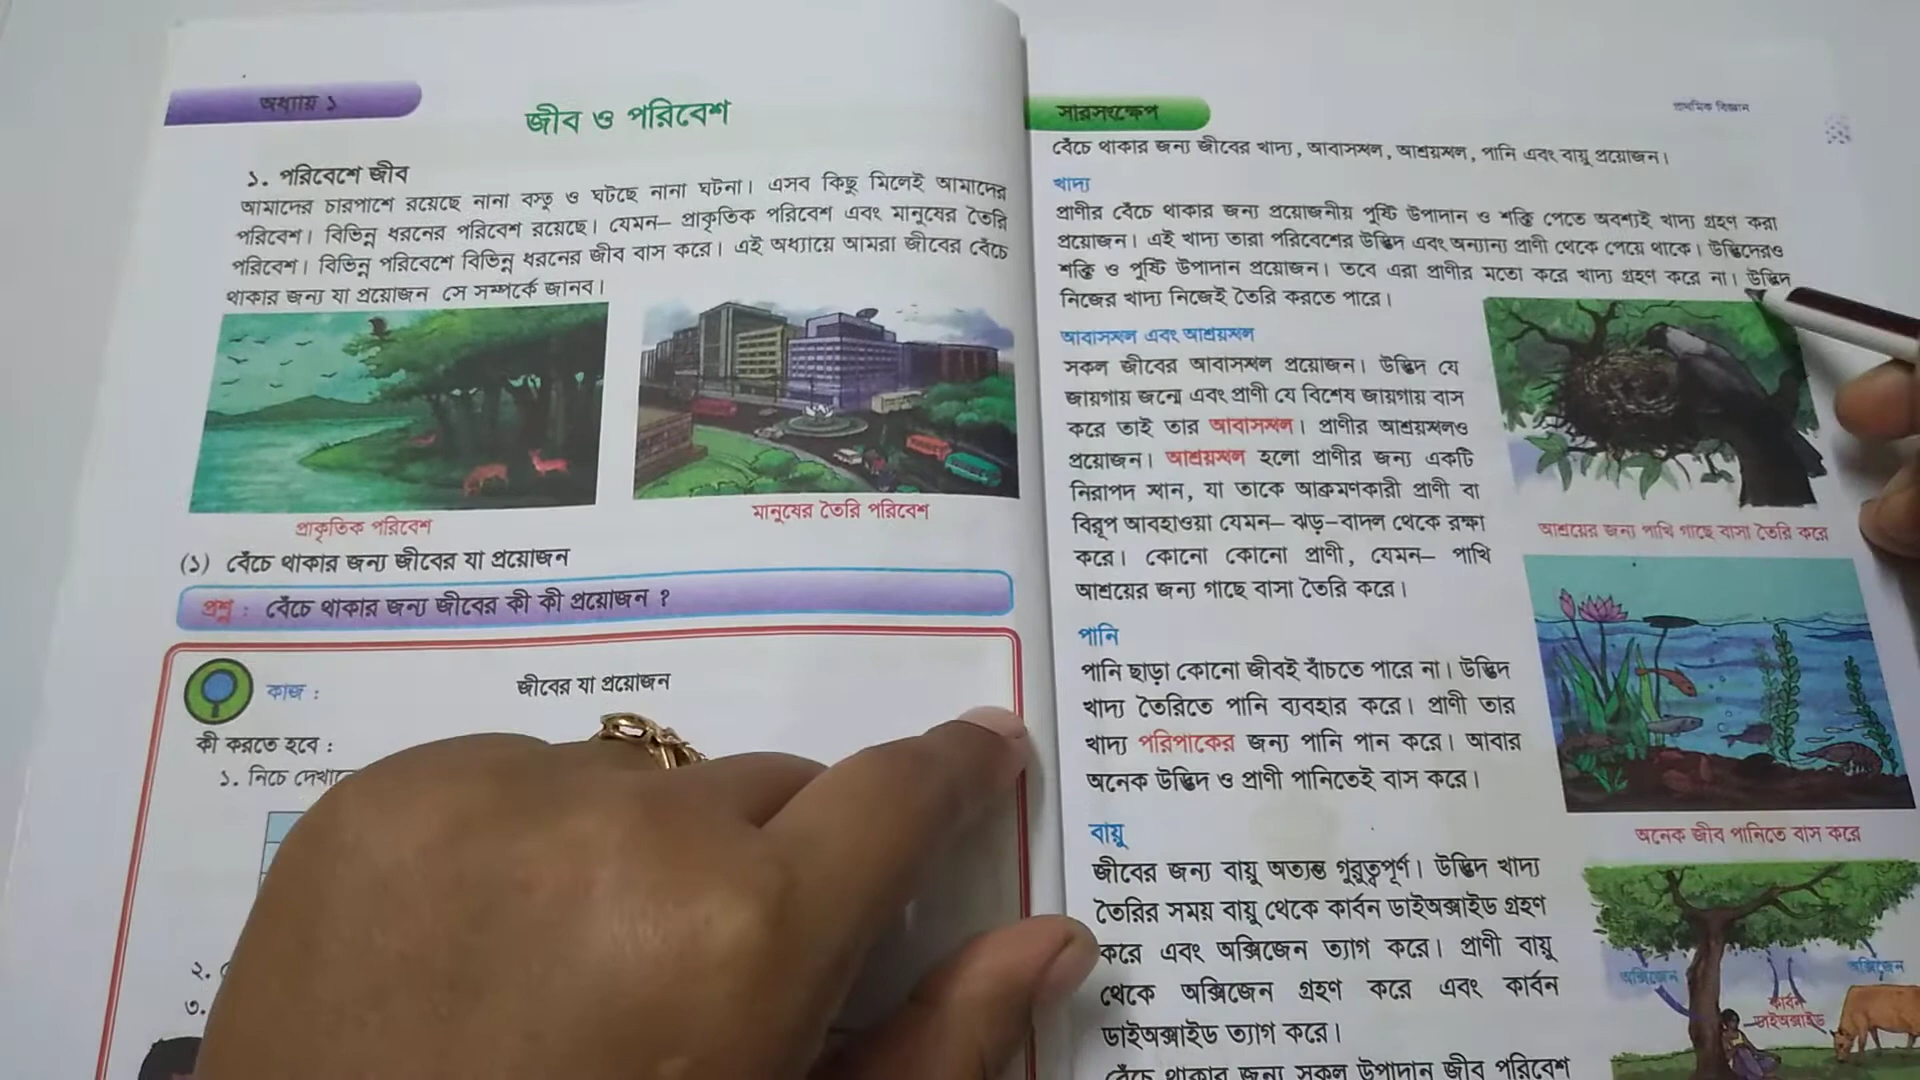 অধ্যায় ১
জীব ও পরিবেশ
১. পরিবেশে জীব
আমাদের চারপাশে রয়েছে নানা বস্তু ও ঘটছে নানা ঘটনা। এসব কিছু মিলেই আমাদের
পরিবেশ। বিভিন্ন ধরনের পরিবেশ রয়েছে। যেমন– প্রাকৃতিক পরিবেশ এবং মানুষের তৈরি
পরিবেশ। বিভিন্ন পরিবেশে বিভিন্ন ধরনের জীব বাস করে। এই অধ্যায়ে আমরা জীবের বেঁচে
থাকার জন্য যা প্রয়োজন সে সম্পর্কে জানব।
প্রাকৃতিক পরিবেশ
মানুষের তৈরি পরিবেশ
(১) বেঁচে থাকার জন্য জীবের যা প্রয়োজন
প্রশ্ন : বেঁচে থাকার জন্য জীবের কী কী প্রয়োজন ?
কাজ :
জীবের যা প্রয়োজন
কী করতে হবে :
১. নিচে
২.
৩.
সারসংক্ষেপ
প্রাথমিক বিজ্ঞান
বেঁচে থাকার জন্য জীবের খাদ্য, আবাসস্থল, আশ্রয়স্থল, পানি এবং বায়ু প্রয়োজন।
খাদ্য
প্রাণীর বেঁচে থাকার জন্য প্রয়োজনীয় পুষ্টি উপাদান ও শক্তি পেতে অবশ্যই খাদ্য গ্রহণ করা
প্রয়োজন। এই খাদ্য তারা পরিবেশের উদ্ভিদ এবং অন্যান্য প্রাণী থেকে পেয়ে থাকে। উদ্ভিদেরও
শক্তি ও পুষ্টি উপাদান প্রয়োজন। তবে এরা প্রাণীর মতো করে খাদ্য গ্রহণ করে না। উদ্ভিদ
নিজের খাদ্য নিজেই তৈরি করতে পারে।
আবাসস্থল এবং আশ্রয়স্থল
সকল জীবের আবাসস্থল প্রয়োজন। উদ্ভিদ যে
জায়গায় জন্মে এবং প্রাণী যে বিশেষ জায়গায় বাস
করে তাই তার আবাসস্থল। প্রাণীর আশ্রয়স্থলও
প্রয়োজন। আশ্রয়স্থল হলো প্রাণীর জন্য একটি
নিরাপদ স্থান, যা তাকে আক্রমণকারী প্রাণী বা
বিরূপ আবহাওয়া যেমন– ঝড়–বাদল থেকে রক্ষা
করে। কোনো কোনো প্রাণী, যেমন– পাখি
আশ্রয়ের জন্য গাছে বাসা তৈরি করে।
আশ্রয়ের জন্য পাখি গাছে বাসা তৈরি করে
পানি
পানি ছাড়া কোনো জীবই বাঁচতে পারে না। উদ্ভিদ
খাদ্য তৈরিতে পানি ব্যবহার করে। প্রাণী তার
খাদ্য পরিপাকের জন্য পানি পান করে। আবার
অনেক উদ্ভিদ ও প্রাণী পানিতেই বাস করে।
অনেক জীব পানিতে বাস করে
বায়ু
জীবের জন্য বায়ু অত্যন্ত গুরুত্বপূর্ণ। উদ্ভিদ খাদ্য
তৈরির সময় বায়ু থেকে কার্বন ডাইঅক্সাইড গ্রহণ
করে এবং অক্সিজেন ত্যাগ করে। প্রাণী বায়ু
থেকে অক্সিজেন গ্রহণ করে এবং কার্বন
ডাইঅক্সাইড ত্যাগ করে।
বেঁচে থাকার জন্য সকল উপাদান জীব পরিবেশ
অক্সিজেন
অক্সিজেন
কার্বন
ডাইঅক্সাইড